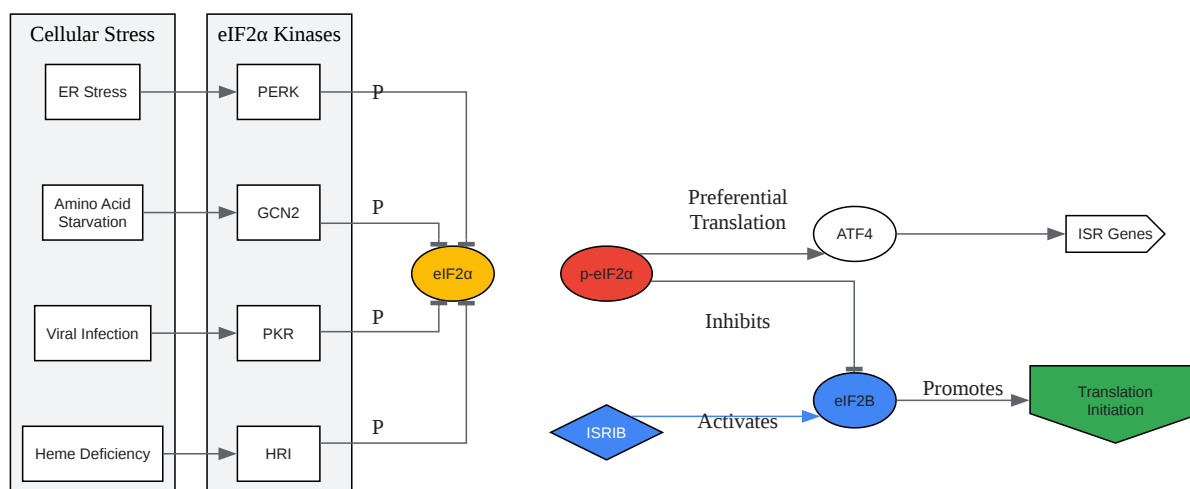 Cellular Stress
eIF2α Kinases
ER Stress
PERK
P
Amino Acid
Starvation
GCN2
P
eIF2α
Viral Infection
PKR
P
Heme Deficiency
HRI
P
Preferential
Translation
p-eIF2α
ATF4
ISR Genes
Inhibits
ISRIB
Activates
eIF2B
Promotes
Translation
Initiation